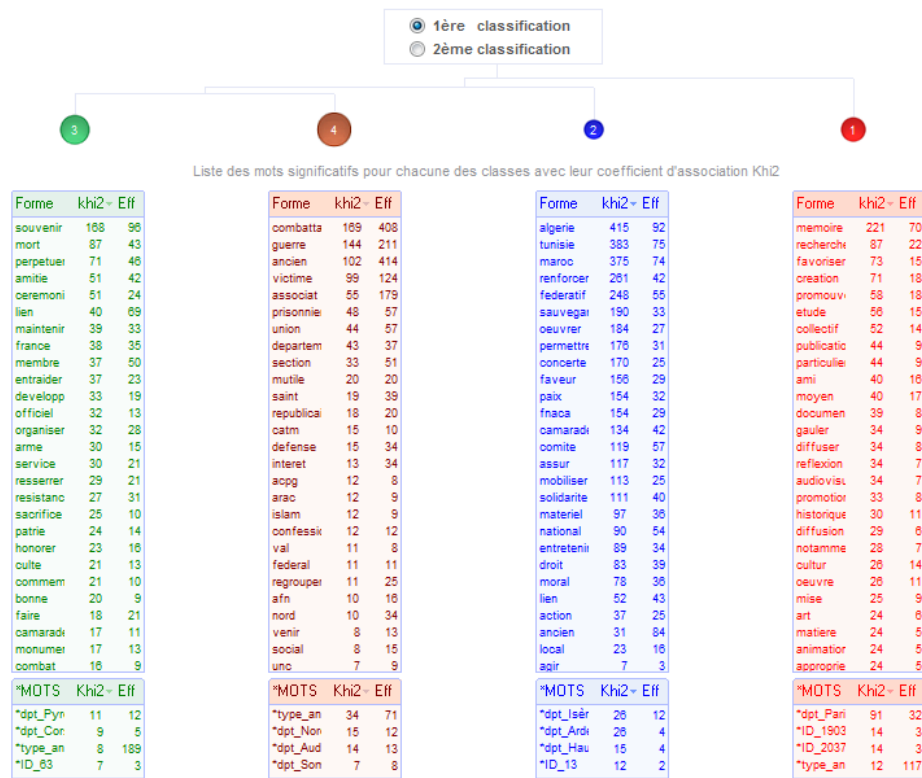 1ère classification
2ème classification
3
4
2
1
Liste des mots significatifs pour chacune des classes avec leur coefficient d'association Khi2
Forme khi2 Eff
souvenir 168 96
mort 87 43
perpetuer 71 46
amitie 51 42
ceremoni 51 24
lien 40 69
maintenir 39 33
france 38 35
membre 37 50
entraider 37 23
developp 33 19
officiel 32 13
organiser 32 28
arme 30 15
service 30 21
resserrer 29 21
resistanc 27 31
sacrifice 25 10
patrie 24 14
honorer 23 16
culte 21 13
commem 21 10
bonne 20 9
faire 18 21
camarade 17 11
monumer 17 13
combat 16 9
*MOTS Khi2 Eff
*dpt_Pyr 11 12
*dpt_Cor 9 5
*type_an 8 189
*ID_63 7 3
Forme khi2 Eff
combatta 169 408
guerre 144 211
ancien 102 414
victime 99 124
associat 55 179
prisonnie 48 57
union 44 57
departem 43 37
section 33 51
mutile 20 20
saint 19 39
republicai 18 20
catm 15 10
defense 15 34
interet 13 34
acpg 12 8
arac 12 9
islam 12 9
confessic 12 12
val 11 8
federal 11 11
regrouper 11 25
afn 10 16
nord 10 34
venir 8 13
social 8 15
unc 7 9
*MOTS Khi2 Eff
*type_an 34 71
*dpt_Nor 15 12
*dpt_Aud 14 13
*dpt_Son 7 8
Forme khi2 Eff
algerie 415 92
tunisie 383 75
maroc 375 74
renforcer 261 42
federatif 248 55
sauvegar 190 33
oeuvrer 184 27
permettre 176 31
concerte 170 25
faveur 156 29
paix 154 32
fnaca 154 29
camarade 134 42
comite 119 57
assur 117 32
mobiliser 113 25
solidarite 111 40
materiel 97 36
national 90 54
entretenir 89 34
droit 83 39
moral 78 36
lien 52 43
action 37 25
ancien 31 84
local 23 16
agir 7 3
*MOTS Khi2 Eff
*dpt_Isèr 26 12
*dpt_Ard 26 4
*dpt_Hau 15 4
*ID_13 12 2
Forme khi2 Eff
memoire 221 70
recherche 87 22
favoriser 73 15
creation 71 18
promouv 58 18
etude 56 15
collectif 52 14
publicatio 44 9
particulie 44 9
ami 40 16
moyen 40 17
documen 39 8
gauler 34 9
diffuser 34 8
reflexion 34 7
audiovisu 34 7
promotior 33 8
historique 30 11
diffusion 29 6
notamme 28 7
cultur 26 14
oeuvre 26 11
mise 25 9
art 24 6
matiere 24 5
animation 24 5
approprie 24 5
*MOTS Khi2 Eff
*dpt_Pari 91 32
*ID_1903 14 3
*ID_2037 14 3
*type_an 12 117